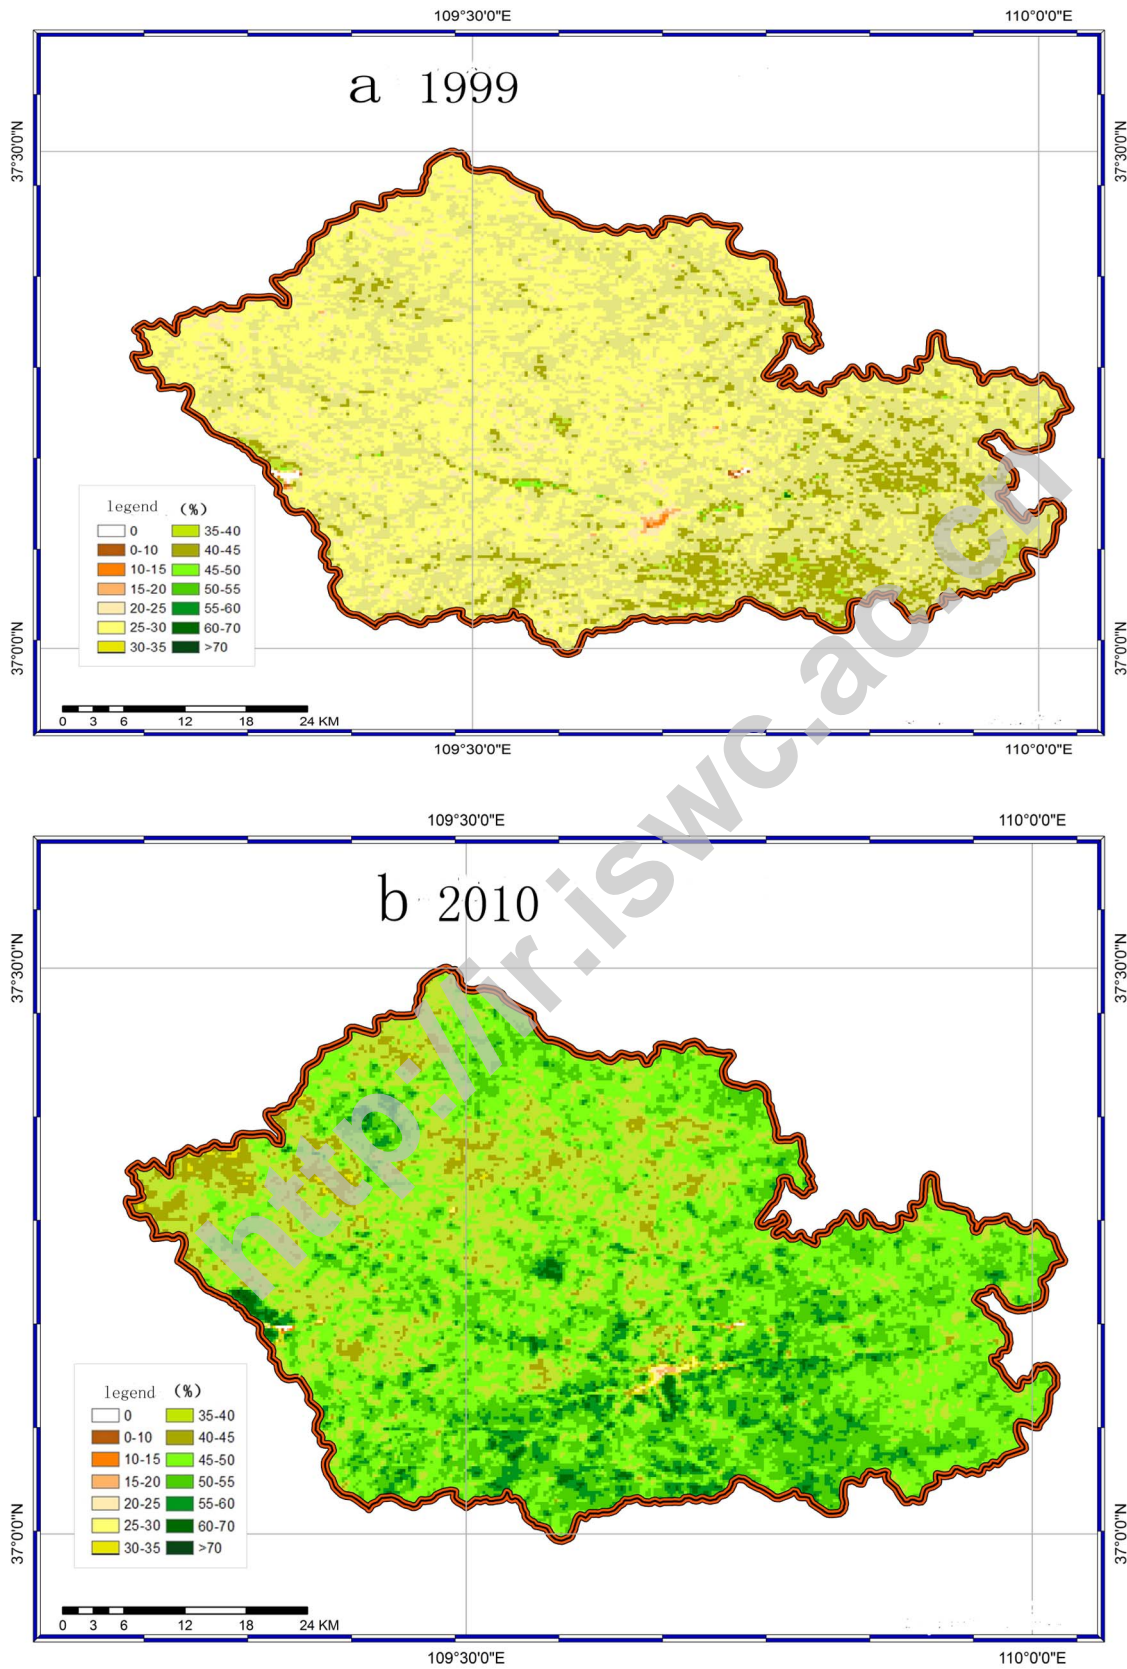 109°30'0"E 110°0'0"E
a 1999
37°30'0"N 37°30'0"N
legend (%)
0 35-40
0-10 40-45
10-15 45-50
15-20 50-55
20-25 55-60
25-30 60-70
30-35 >70
37°0'0"N 37°0'0"N
0 3 6 12 18 24 KM
109°30'0"E 110°0'0"E
http://ir.iswc.ac.cn
109°30'0"E 110°0'0"E
b 2010
37°30'0"N 37°30'0"N
legend (%)
0 35-40
0-10 40-45
10-15 45-50
15-20 50-55
20-25 55-60
25-30 60-70
30-35 >70
37°0'0"N 37°0'0"N
0 3 6 12 18 24 KM
109°30'0"E 110°0'0"E